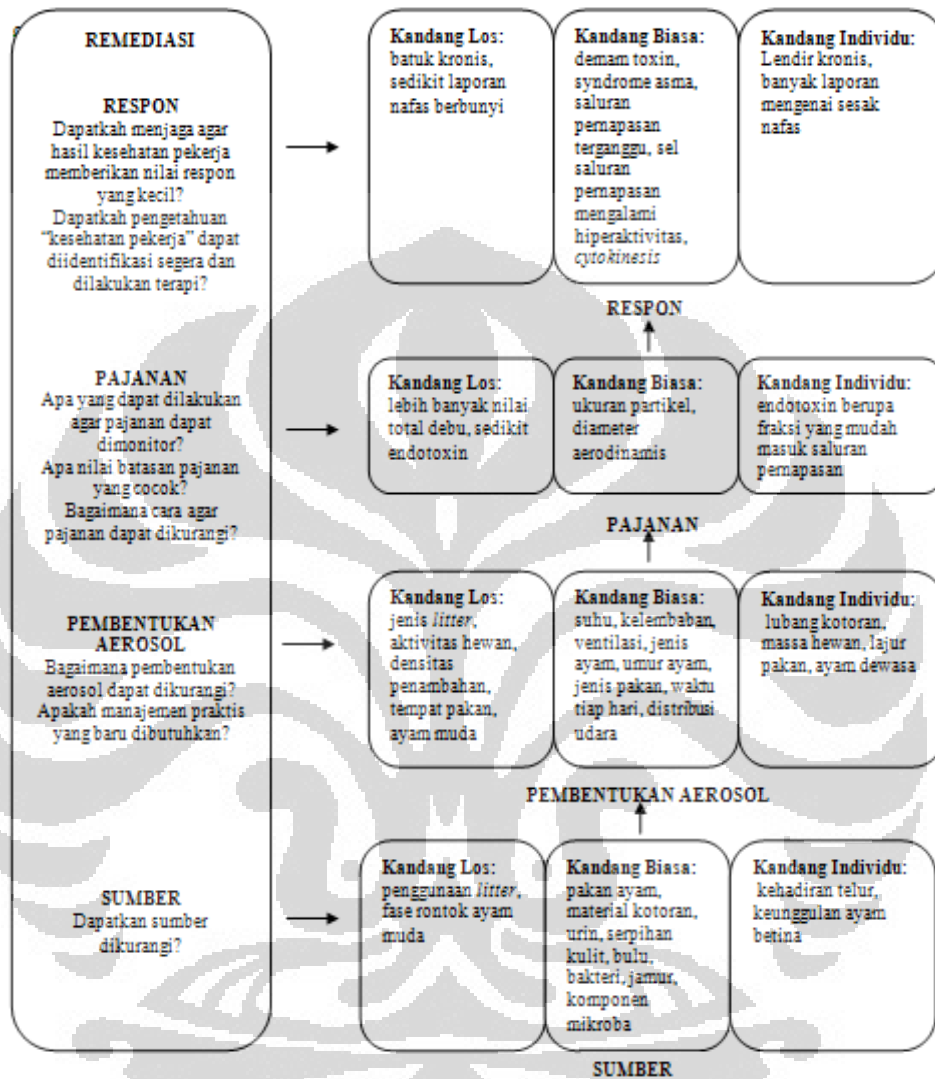 REMEDIASI
RESPON
Dapatkah menjaga agar
hasil kesehatan pekerja
memberikan nilai respon
yang kecil?
Dapatkah pengetahuan
“kesehatan pekerja” dapat
diidentifikasi segera dan
dilakukan terapi?
PAJANAN
Apa yang dapat dilakukan
agar pajanan dapat
dimonitor?
Apa nilai batasan pajanan
yang cocok?
Bagaimana cara agar
pajanan dapat dikurangi?
PEMBENTUKAN
AEROSOL
Bagaimana pembentukan
aerosol dapat dikurangi?
Apakah manajemen praktis
yang baru dibutuhkan?
SUMBER
Dapatkan sumber
dikurangi?
Kandang Los:
batuk kronis,
sedikit laporan
nafas berbunyi
Kandang Biasa:
demam toxin,
syndrome asma,
saluran
pernapasan
terganggu, sel
saluran
pernapasan
mengalami
hiperaktivitas,
cytokinesis
Kandang Individu:
Lendir kronis,
banyak laporan
mengenai sesak
nafas
RESPON
Kandang Los:
lebih banyak nilai
total debu, sedikit
endotoxin
Kandang Biasa:
ukuran partikel,
diameter
aerodinamis
Kandang Individu:
endotoxin berupa
fraksi yang mudah
masuk saluran
pernapasan
PAJANAN
Kandang Los:
jenis litter,
aktivitas hewan,
densitas
penambahan,
tempat pakan,
ayam muda
Kandang Biasa:
suhu, kelembaban,
ventilasi, jenis
ayam, umur ayam,
jenis pakan, waktu
tiap hari, distribusi
udara
Kandang Individu:
lubang kotoran,
massa hewan, lajur
pakan, ayam dewasa
PEMBENTUKAN AEROSOL
Kandang Los:
penggunaan litter,
fase rontok ayam
muda
Kandang Biasa:
pakan ayam,
material kotoran,
urin, serpihan
kulit, bulu,
bakteri, jamur,
komponen
mikroba
Kandang Individu:
kehadiran telur,
keunggulan ayam
betina
SUMBER